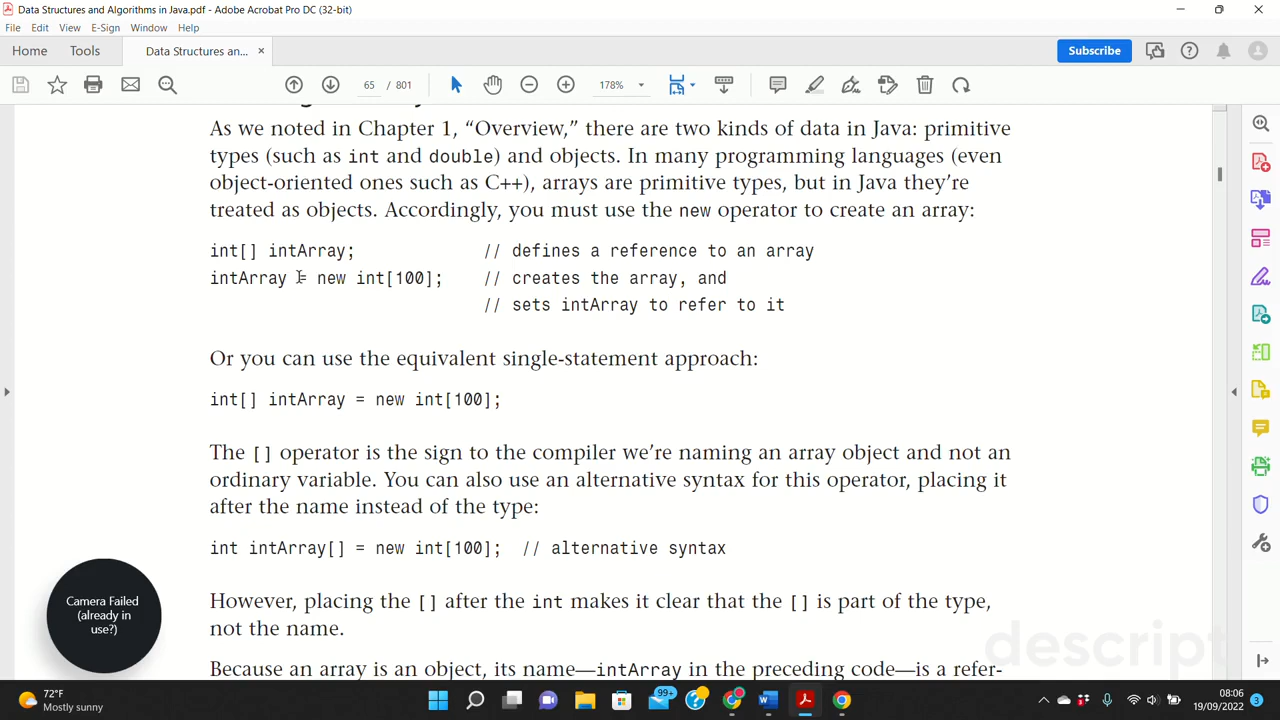 Data Structures and Algorithms in Java.pdf - Adobe Acrobat Pro DC (32-bit)
File Edit View E-Sign Window Help
Home Tools Data Structures an... × Subscribe
65 / 801 178%
As we noted in Chapter 1, “Overview,” there are two kinds of data in Java: primitive
types (such as int and double) and objects. In many programming languages (even
object-oriented ones such as C++), arrays are primitive types, but in Java they’re
treated as objects. Accordingly, you must use the new operator to create an array:
int[] intArray; // defines a reference to an array
intArray = new int[100]; // creates the array, and
// sets intArray to refer to it
Or you can use the equivalent single-statement approach:
int[] intArray = new int[100];
The [] operator is the sign to the compiler we’re naming an array object and not an
ordinary variable. You can also use an alternative syntax for this operator, placing it
after the name instead of the type:
int intArray[] = new int[100]; // alternative syntax
However, placing the [] after the int makes it clear that the [] is part of the type,
not the name.
Because an array is an object, its name—intArray in the preceding code—is a refer-
Camera Failed
(already in
use?)
descript
72°F
Mostly sunny
99+
08:06
19/09/2022
3